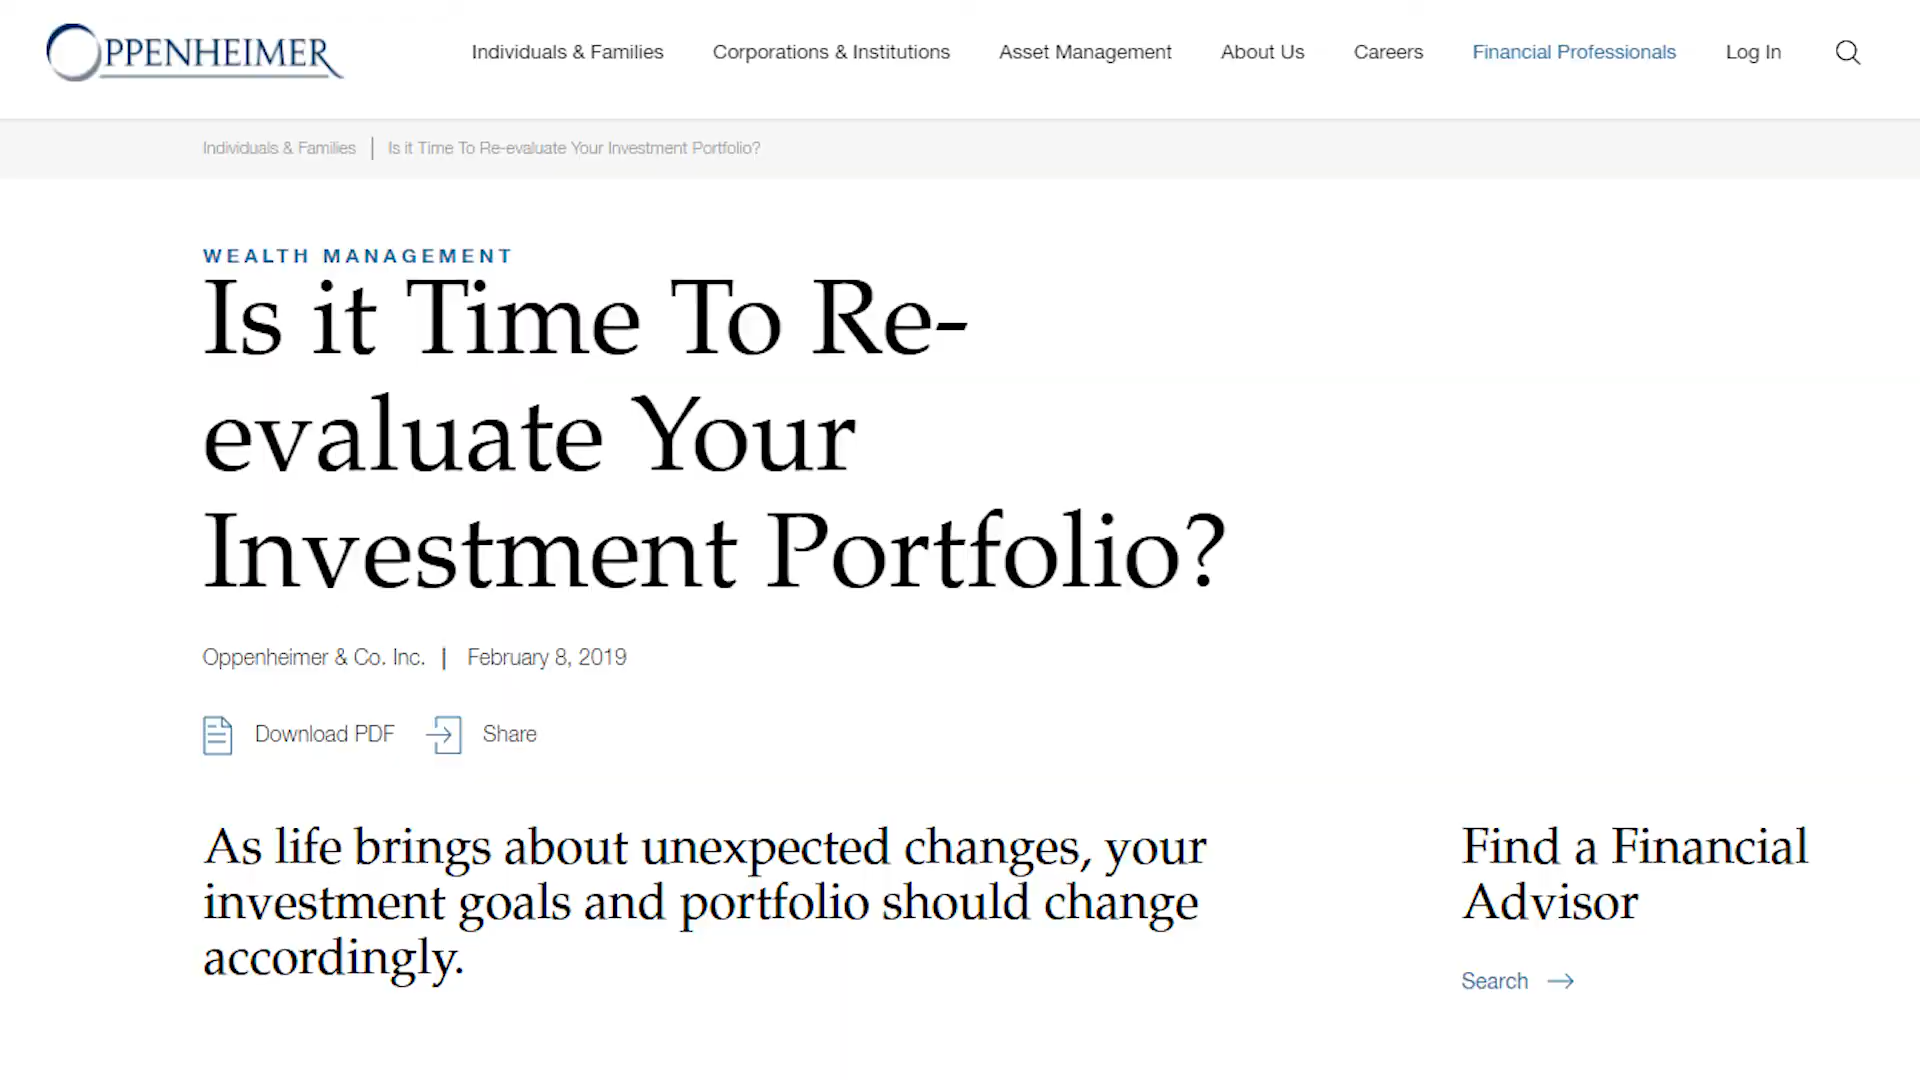 OPPENHEIMER
Individuals & Families
Corporations & Institutions
Asset Management
About Us
Careers
Financial Professionals
Log In
Individuals & Families | Is it Time To Re-evaluate Your Investment Portfolio?
WEALTH MANAGEMENT
Is it Time To Re-
evaluate Your
Investment Portfolio?
Oppenheimer & Co. Inc. | February 8, 2019
Download PDF
Share
As life brings about unexpected changes, your
investment goals and portfolio should change
accordingly.
Find a Financial
Advisor
Search